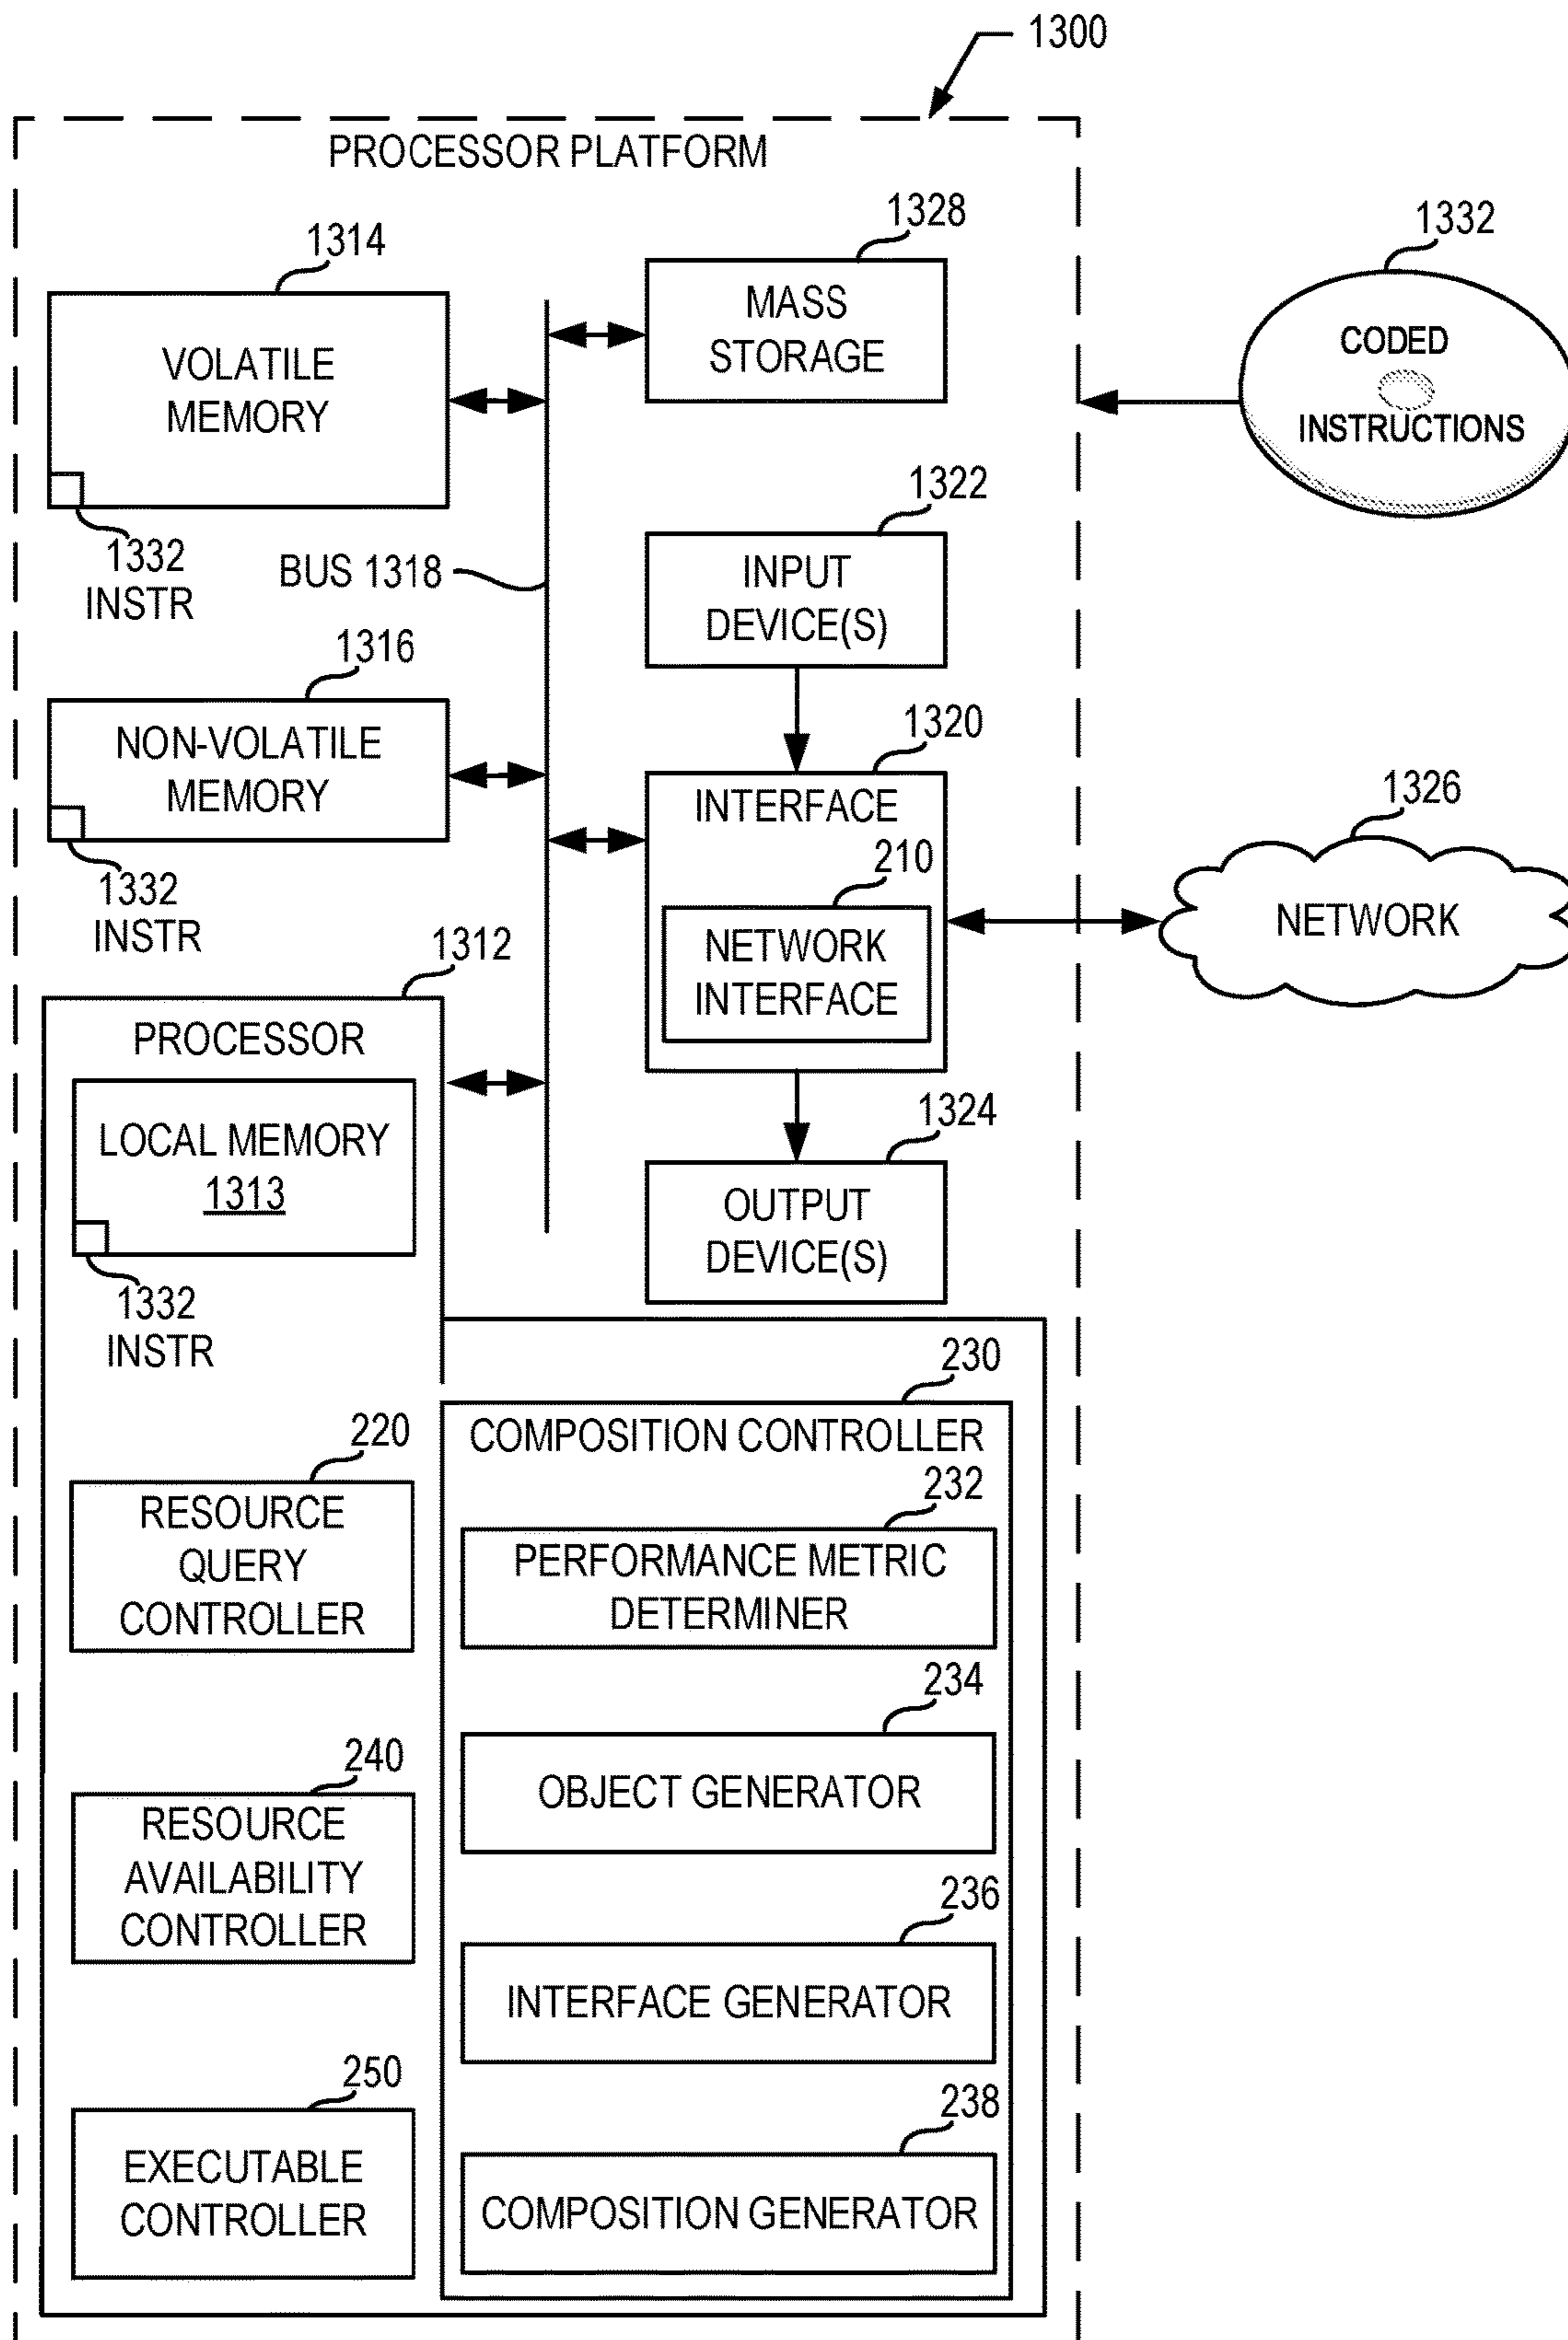 1300
PROCESSOR PLATFORM
1314
VOLATILE
MEMORY
1332
INSTR
1328
MASS
STORAGE
1332
CODED
INSTRUCTIONS
BUS 1318
1322
INPUT
DEVICE(S)
1316
NON-VOLATILE
MEMORY
1332
INSTR
1320
INTERFACE
210
NETWORK
INTERFACE
1326
NETWORK
1312
PROCESSOR
LOCAL MEMORY
1313
1332
INSTR
1324
OUTPUT
DEVICE(S)
220
RESOURCE
QUERY
CONTROLLER
240
RESOURCE
AVAILABILITY
CONTROLLER
250
EXECUTABLE
CONTROLLER
230
COMPOSITION CONTROLLER
232
PERFORMANCE METRIC
DETERMINER
234
OBJECT GENERATOR
236
INTERFACE GENERATOR
238
COMPOSITION GENERATOR